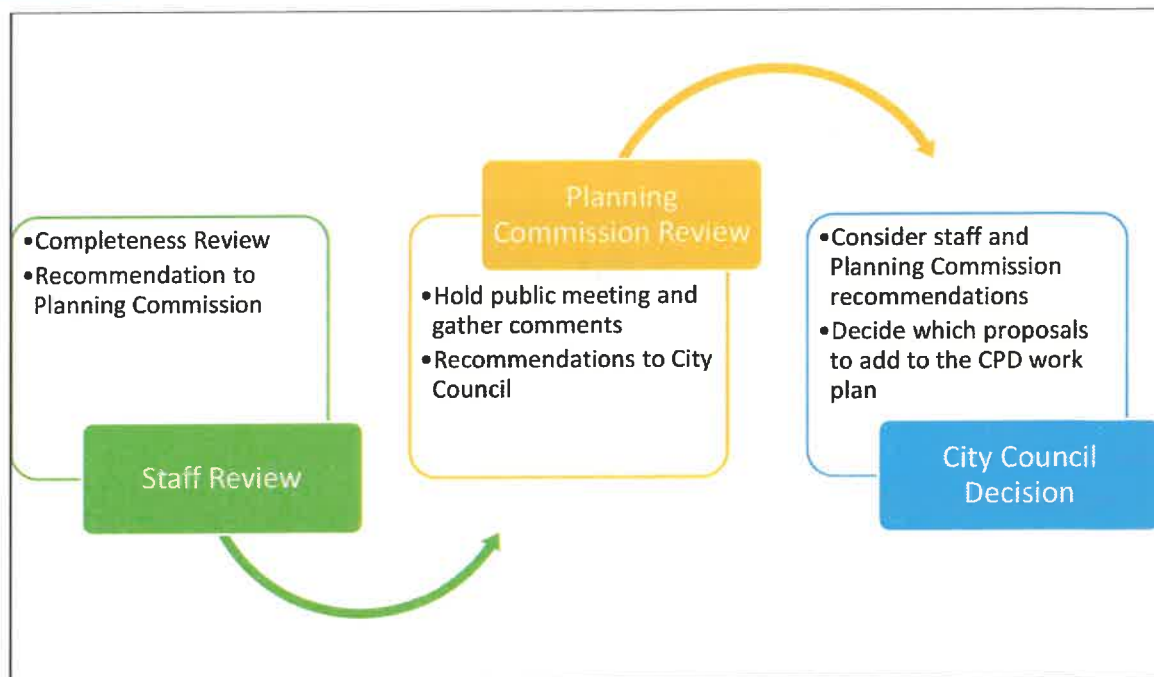 •Completeness Review
•Recommendation to
Planning Commission
Staff Review
Planning
Commission Review
•Hold public meeting and
gather comments
•Recommendations to City
Council
•Consider staff and
Planning Commission
recommendations
•Decide which proposals
to add to the CPD work
plan
City Council
Decision